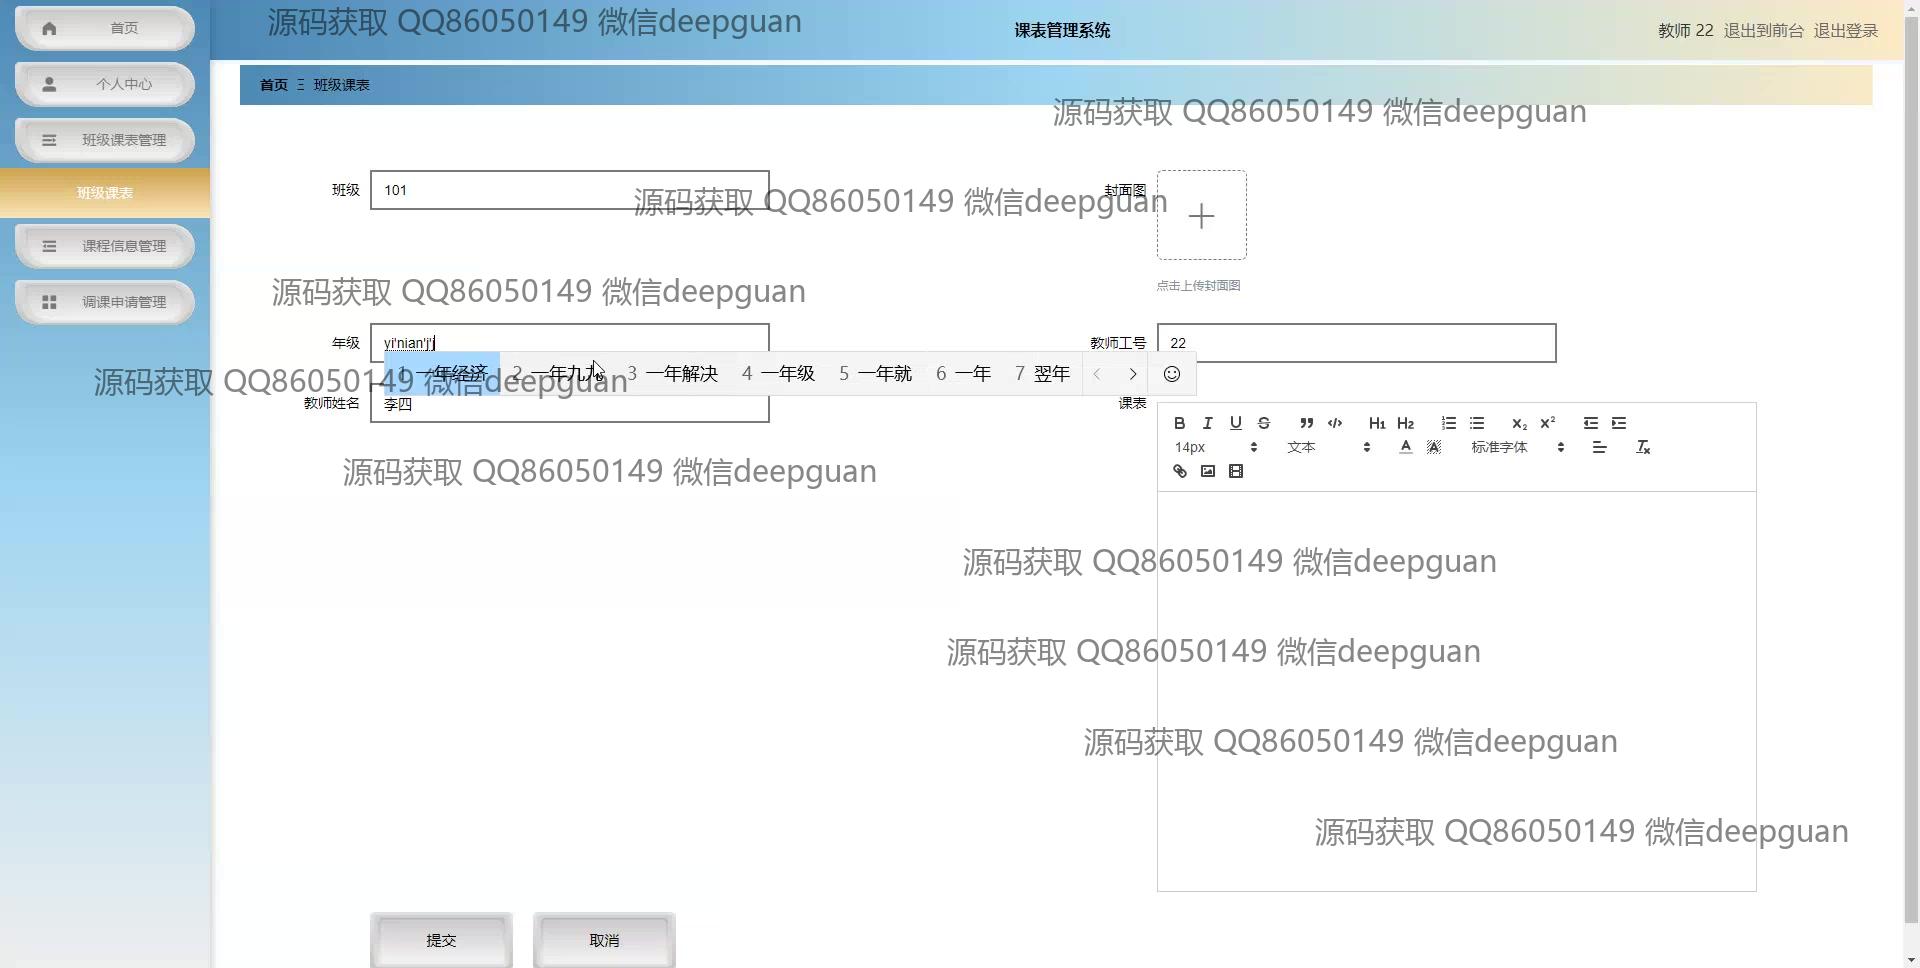 首页
个人中心
班级课表管理
班级课表
课程信息管理
调课申请管理
源码获取 QQ86050149 微信deepguan
课表管理系统
教师 22 退出到前台 退出登录
首页 Ξ 班级课表
源码获取 QQ86050149 微信deepguan
班级 101
源码获取 QQ86050149 微信deepguan
封面图
点击上传封面图
源码获取 QQ86050149 微信deepguan
年级 yi'nian'j'j
教师工号 22
1 一年经济 2 一年九九 3 一年解决 4 一年级 5 一年就 6 一年 7 翌年
源码获取 QQ86050149 微信deepguan
教师姓名 李四
课表
B I U S H1 H2 X₂ X²
14px 文本 A A 标准字体
源码获取 QQ86050149 微信deepguan
源码获取 QQ86050149 微信deepguan
源码获取 QQ86050149 微信deepguan
源码获取 QQ86050149 微信deepguan
源码获取 QQ86050149 微信deepguan
提交 取消